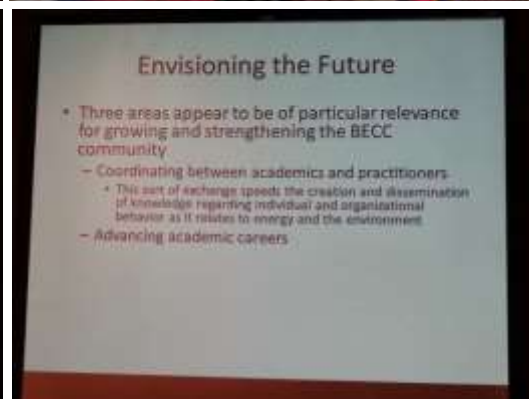 Envisioning the Future
• Three areas appear to be of particular relevance
for growing and strengthening the BECC
community
– Coordinating between academics and practitioners
• This sort of exchange speeds the creation and dissemination
of knowledge regarding individual and organizational
behavior as it relates to energy and the environment
– Advancing academic careers